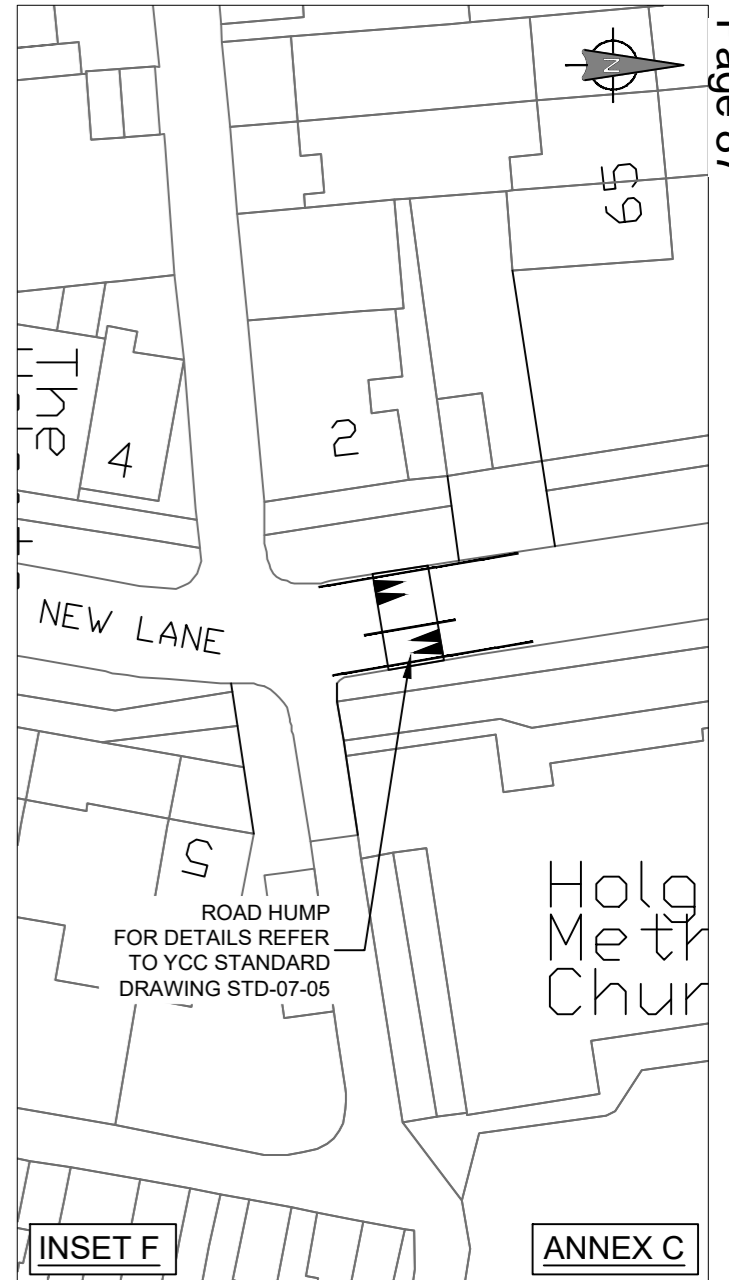 Page 87
N
65
The
4
2
NEW LANE
5
ROAD HUMP
FOR DETAILS REFER
TO YCC STANDARD
DRAWING STD-07-05
Holg
Meth
Chur
INSET F
ANNEX C